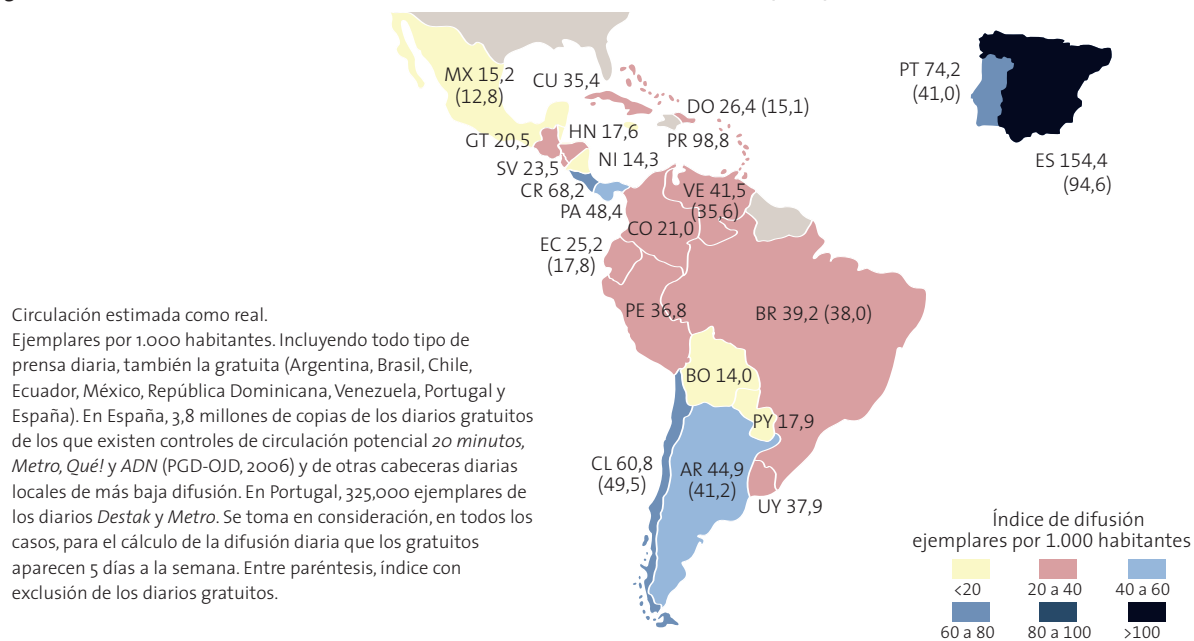 MX 15,2
(12,8)
CU 35,4
DO 26,4 (15,1)
PR 98,8
HN 17,6
GT 20,5
NI 14,3
SV 23,5
CR 68,2
PA 48,4
VE 41,5
(35,6)
CO 21,0
EC 25,2
(17,8)
PE 36,8
BR 39,2 (38,0)
BO 14,0
PY 17,9
CL 60,8
(49,5)
AR 44,9
(41,2)
UY 37,9
PT 74,2
(41,0)
ES 154,4
(94,6)
Circulación estimada como real.
Ejemplares por 1.000 habitantes. Incluyendo todo tipo de
prensa diaria, también la gratuita (Argentina, Brasil, Chile,
Ecuador, México, República Dominicana, Venezuela, Portugal y
España). En España, 3,8 millones de copias de los diarios gratuitos
de los que existen controles de circulación potencial 20 minutos,
Metro, Qué! y ADN (PGD-OJD, 2006) y de otras cabeceras diarias
locales de más baja difusión. En Portugal, 325,000 ejemplares de
los diarios Destak y Metro. Se toma en consideración, en todos los
casos, para el cálculo de la difusión diaria que los gratuitos
aparecen 5 días a la semana. Entre paréntesis, índice con
exclusión de los diarios gratuitos.
Índice de difusión
ejemplares por 1.000 habitantes
<20 20 a 40 40 a 60
60 a 80 80 a 100 >100